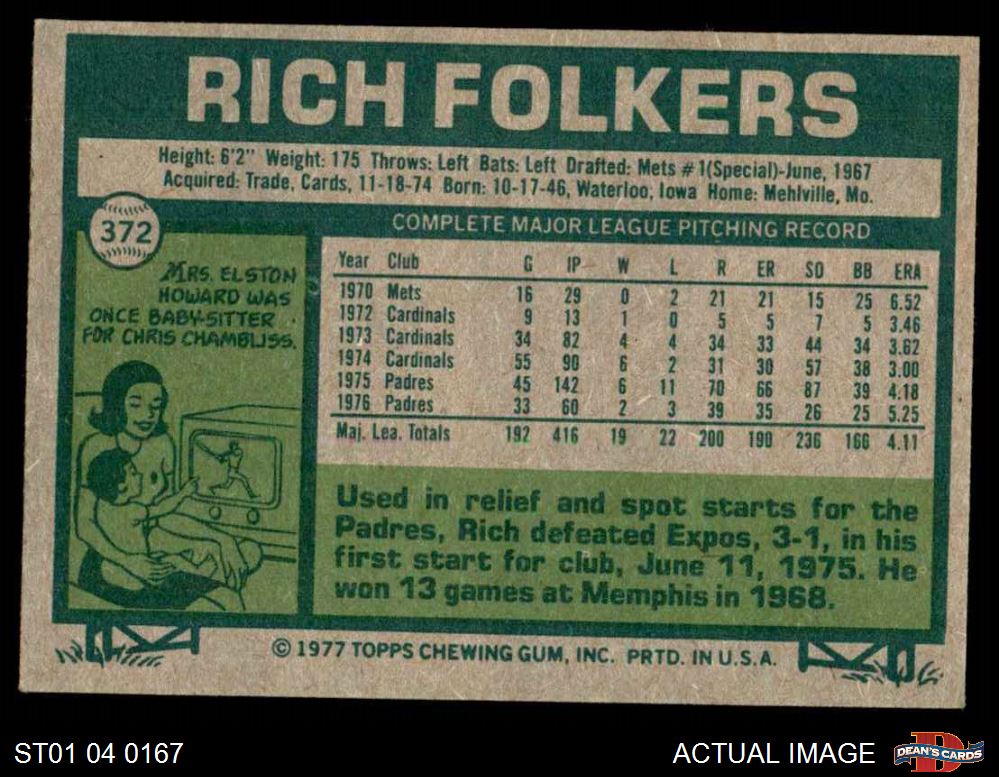 RICH FOLKERS
Height: 6'2" Weight: 175 Throws: Left Bats: Left Drafted: Mets #1(Special)-June, 1967
Acquired: Trade, Cards, 11-18-74 Born: 10-17-46, Waterloo, Iowa Home: Mehlville, Mo.
372
COMPLETE MAJOR LEAGUE PITCHING RECORD
MRS. ELSTON
HOWARD WAS
ONCE BABY-SITTER
FOR CHRIS CHAMBLISS.
Year Club G IP W L R ER SO BB ERA
1970 Mets 16 29 0 2 21 21 15 25 6.52
1972 Cardinals 9 13 1 0 5 5 7 5 3.46
1973 Cardinals 34 82 4 4 34 33 44 34 3.62
1974 Cardinals 55 90 6 2 31 30 57 38 3.00
1975 Padres 45 142 6 11 70 66 87 39 4.18
1976 Padres 33 60 2 3 39 35 26 25 5.25
Maj. Lea. Totals 192 416 19 22 200 190 236 166 4.11
Used in relief and spot starts for the
Padres, Rich defeated Expos, 3-1, in his
first start for club, June 11, 1975. He
won 13 games at Memphis in 1968.
© 1977 TOPPS CHEWING GUM, INC. PRTD. IN U.S.A.
ST01 04 0167
ACTUAL IMAGE
D
DEAN'S CARDS